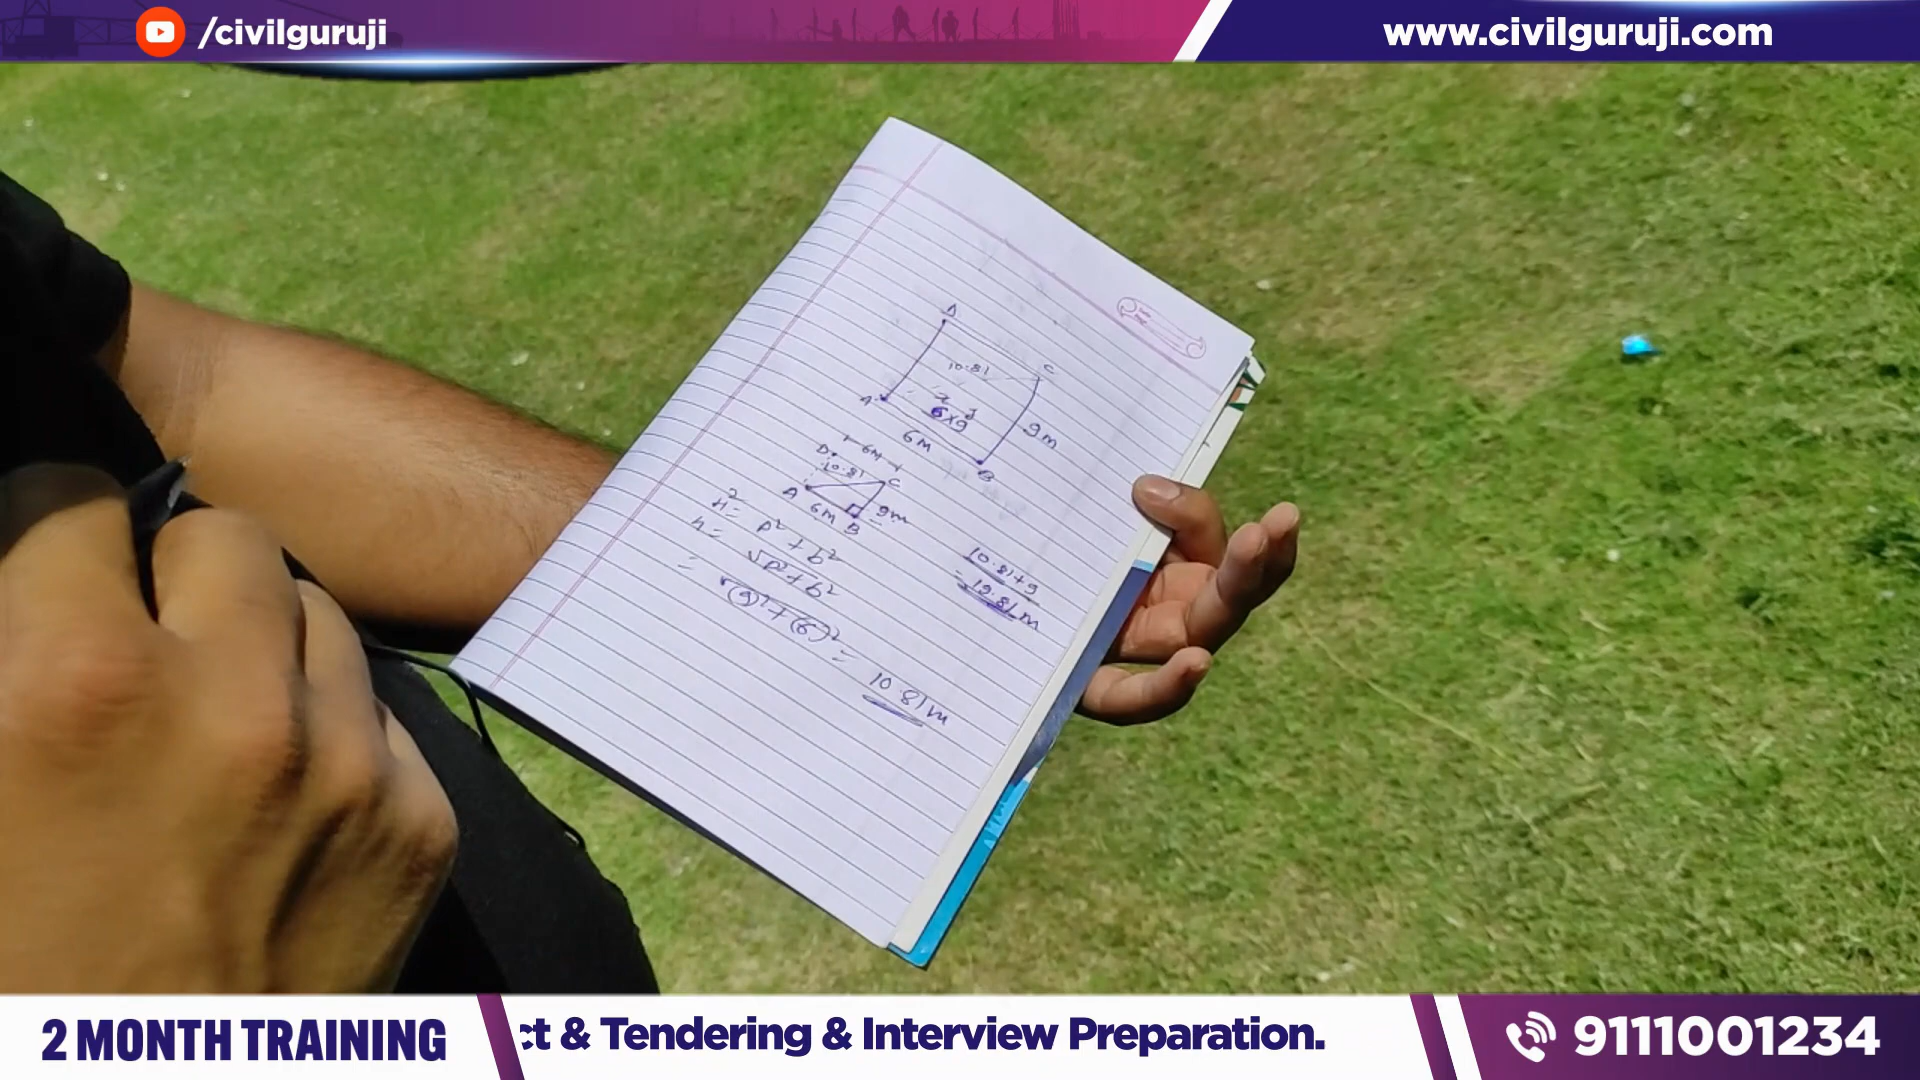 /civilguruji
www.civilguruji.com
D
C
10.81
A
6x9
9m
6M
B
D
6M
10.81
C
A
6M
9m
B
H² = P² + b²
h = √P²+b²
= √(6)²+(9)² = 10.81m
10.81+9
= 19.81m
2 MONTH TRAINING
ct & Tendering & Interview Preparation.
9111001234